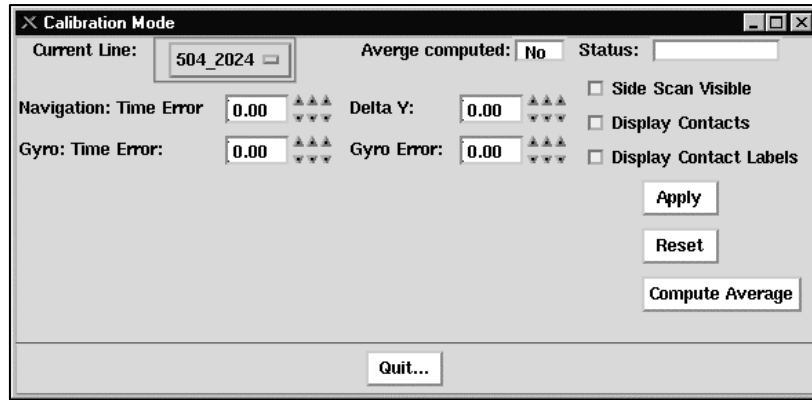 Calibration Mode
Current Line: 504_2024 Averge computed: No Status:
Side Scan Visible
Navigation: Time Error 0.00 Delta Y: 0.00
Display Contacts
Gyro: Time Error: 0.00 Gyro Error: 0.00
Display Contact Labels
Apply
Reset
Compute Average
Quit...